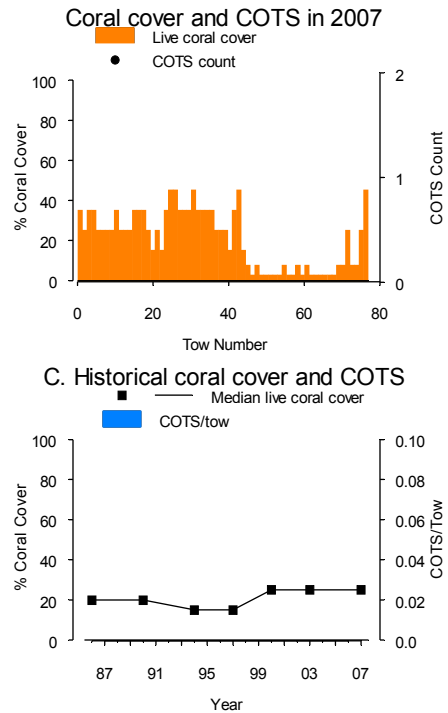 Coral cover and COTS in 2007
Live coral cover
COTS count
% Coral Cover
100
80
60
40
20
0
2
1
0
COTS Count
0 20 40 60 80
Tow Number
C. Historical coral cover and COTS
Median live coral cover
COTS/tow
% Coral Cover
100
80
60
40
20
0
0.10
0.08
0.06
0.04
0.02
0.0
COTS/Tow
87 91 95 99 03 07
Year